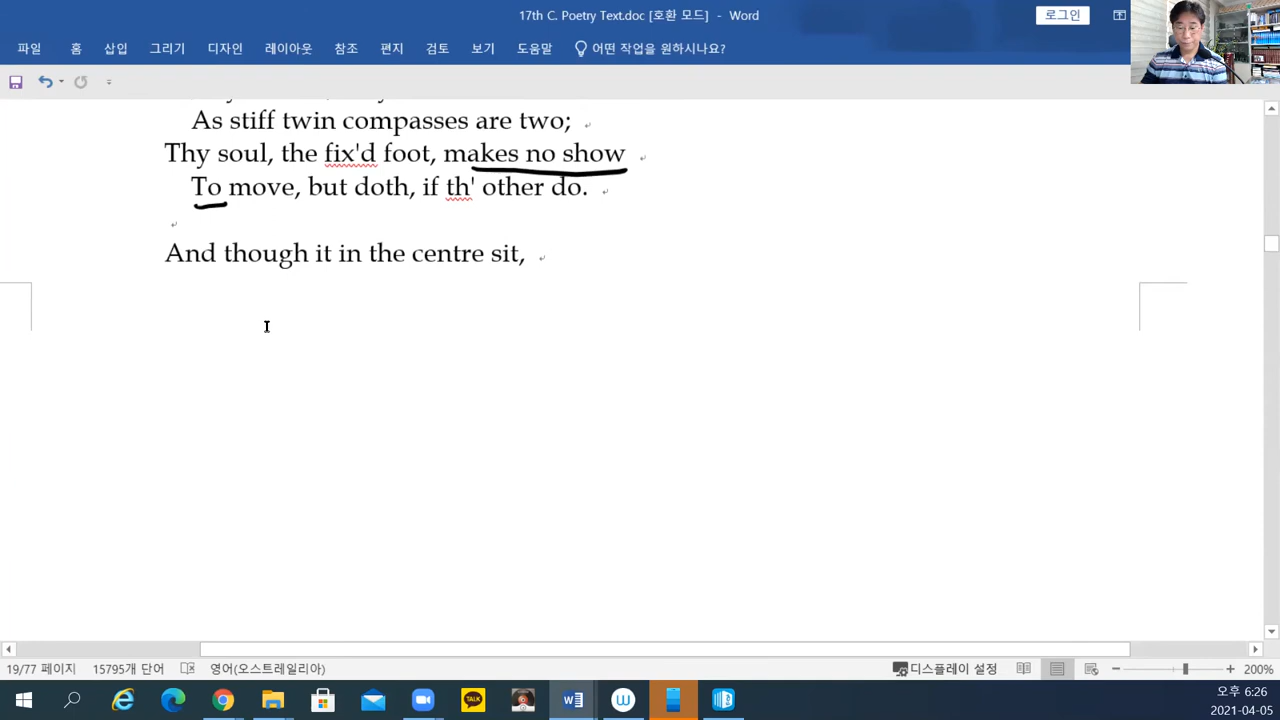 17th C. Poetry Text.doc [호환 모드] - Word
로그인
파일 홈 삽입 그리기 디자인 레이아웃 참조 편지 검토 보기 도움말 어떤 작업을 원하시나요?
As stiff twin compasses are two;
Thy soul, the fix'd foot, makes no show
To move, but doth, if th' other do.
And though it in the centre sit,
19/77 페이지 15795개 단어 영어(오스트레일리아) 디스플레이 설정 200%
TALK
오후 6:26
2021-04-05